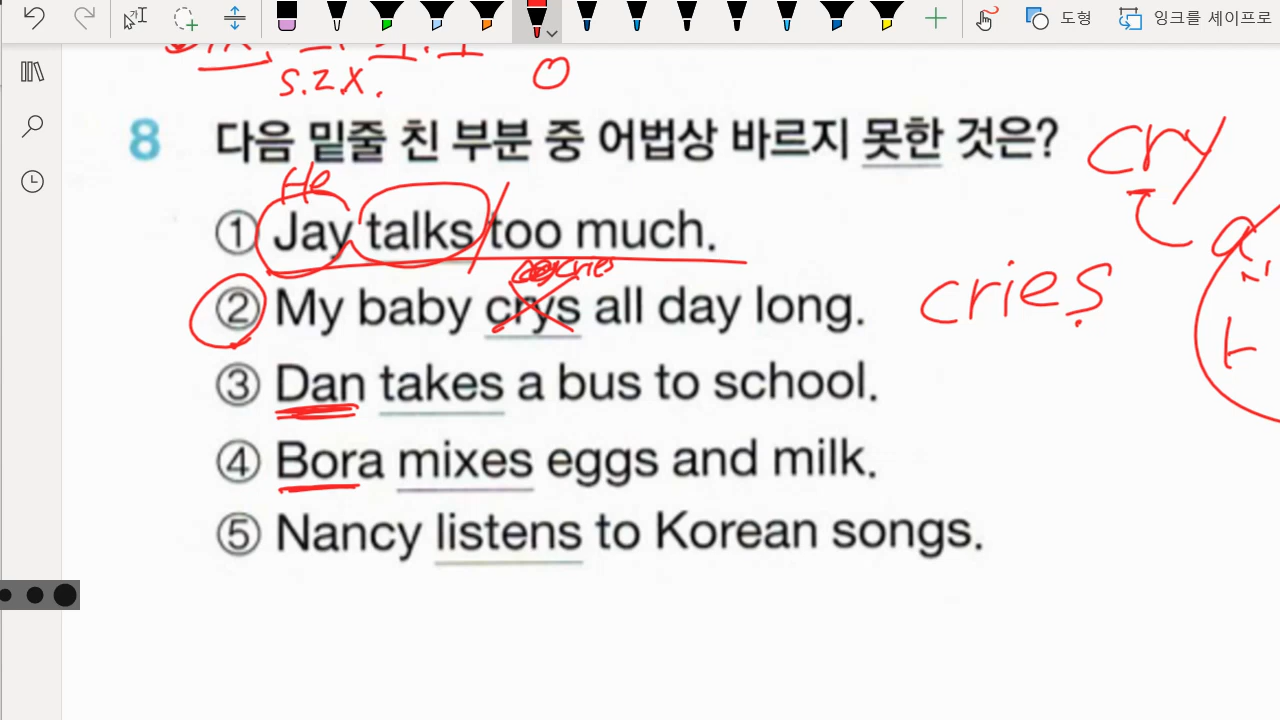 도형 잉크를 셰이프로
s.z.x.
8 다음 밑줄 친 부분 중 어법상 바르지 못한 것은?
cry
He
① Jay talks too much.
cries
② My baby crys all day long.
cries
③ Dan takes a bus to school.
④ Bora mixes eggs and milk.
⑤ Nancy listens to Korean songs.